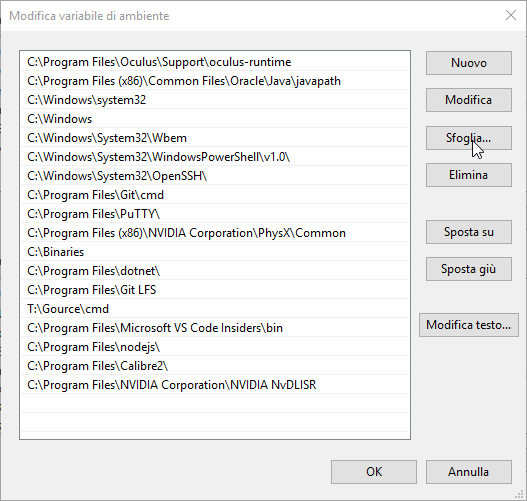 Modifica variabile di ambiente
C:\Program Files\Oculus\Support\oculus-runtime
C:\Program Files (x86)\Common Files\Oracle\Java\javapath
C:\Windows\system32
C:\Windows
C:\Windows\System32\Wbem
C:\Windows\System32\WindowsPowerShell\v1.0\
C:\Windows\System32\OpenSSH\
C:\Program Files\Git\cmd
C:\Program Files\PuTTY\
C:\Program Files (x86)\NVIDIA Corporation\PhysX\Common
C:\Binaries
C:\Program Files\dotnet\
C:\Program Files\Git LFS
T:\Gource\cmd
C:\Program Files\Microsoft VS Code Insiders\bin
C:\Program Files\nodejs\
C:\Program Files\Calibre2\
C:\Program Files\NVIDIA Corporation\NVIDIA NvDLISR
Nuovo
Modifica
Sfoglia...
Elimina
Sposta su
Sposta giù
Modifica testo...
OK
Annulla